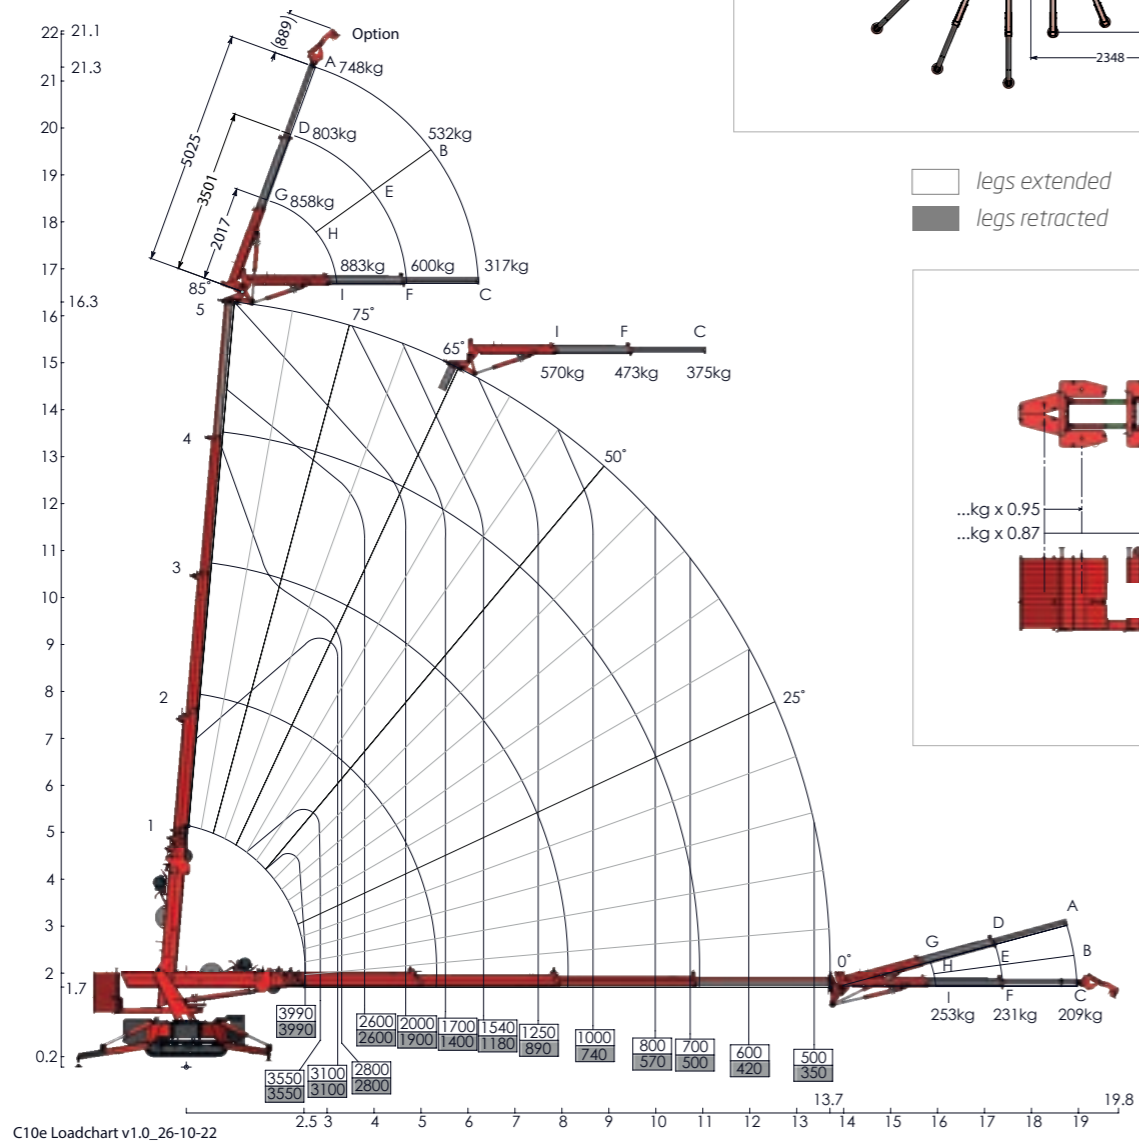 22 21.1
21.3
21
20
19
18
17
16.3
16
15
14
13
12
11
10
9
8
7
6
5
4
3
2
1.7
0.2
(889)
Option
A 748kg
5025
3501
2017
D 803kg
532kg
B
G 858kg
E
H
883kg 600kg 317kg
I F C
85°
5
75°
65°
I F C
570kg 473kg 375kg
4
50°
3
2
25°
1
0°
A
D
G
B
E
H
I F C
253kg 231kg 209kg
3990
3990
3550
3550
3100
3100
2800
2800
2600
2600
2000
1900
1700
1400
1540
1180
1250
890
1000
740
800
570
700
500
600
420
500
350
13.7 19.8
2.5 3 4 5 6 7 8 9 10 11 12 13 14 15 16 17 18 19
2348
legs extended
legs retracted
...kg x 0.95
...kg x 0.87
C10e Loadchart v1.0_26-10-22